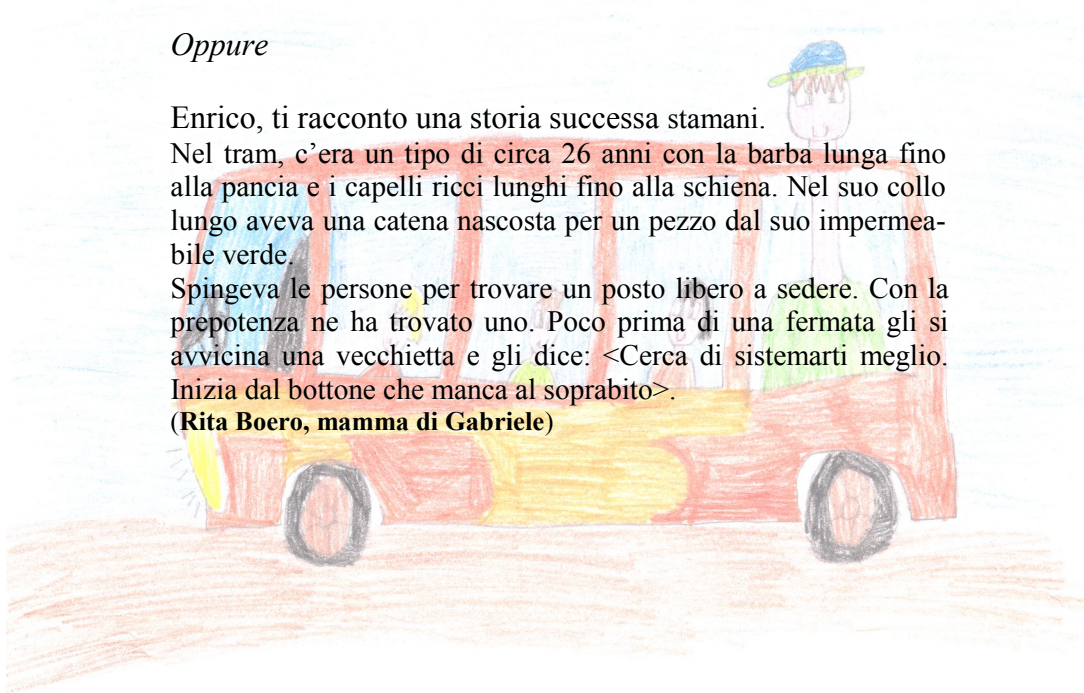 Oppure
Enrico, ti racconto una storia successa stamani.
Nel tram, c’era un tipo di circa 26 anni con la barba lunga fino
alla pancia e i capelli ricci lunghi fino alla schiena. Nel suo collo
lungo aveva una catena nascosta per un pezzo dal suo impermea-
bile verde.
Spingeva le persone per trovare un posto libero a sedere. Con la
prepotenza ne ha trovato uno. Poco prima di una fermata gli si
avvicina una vecchietta e gli dice: <Cerca di sistemarti meglio.
Inizia dal bottone che manca al soprabito>.
(Rita Boero, mamma di Gabriele)